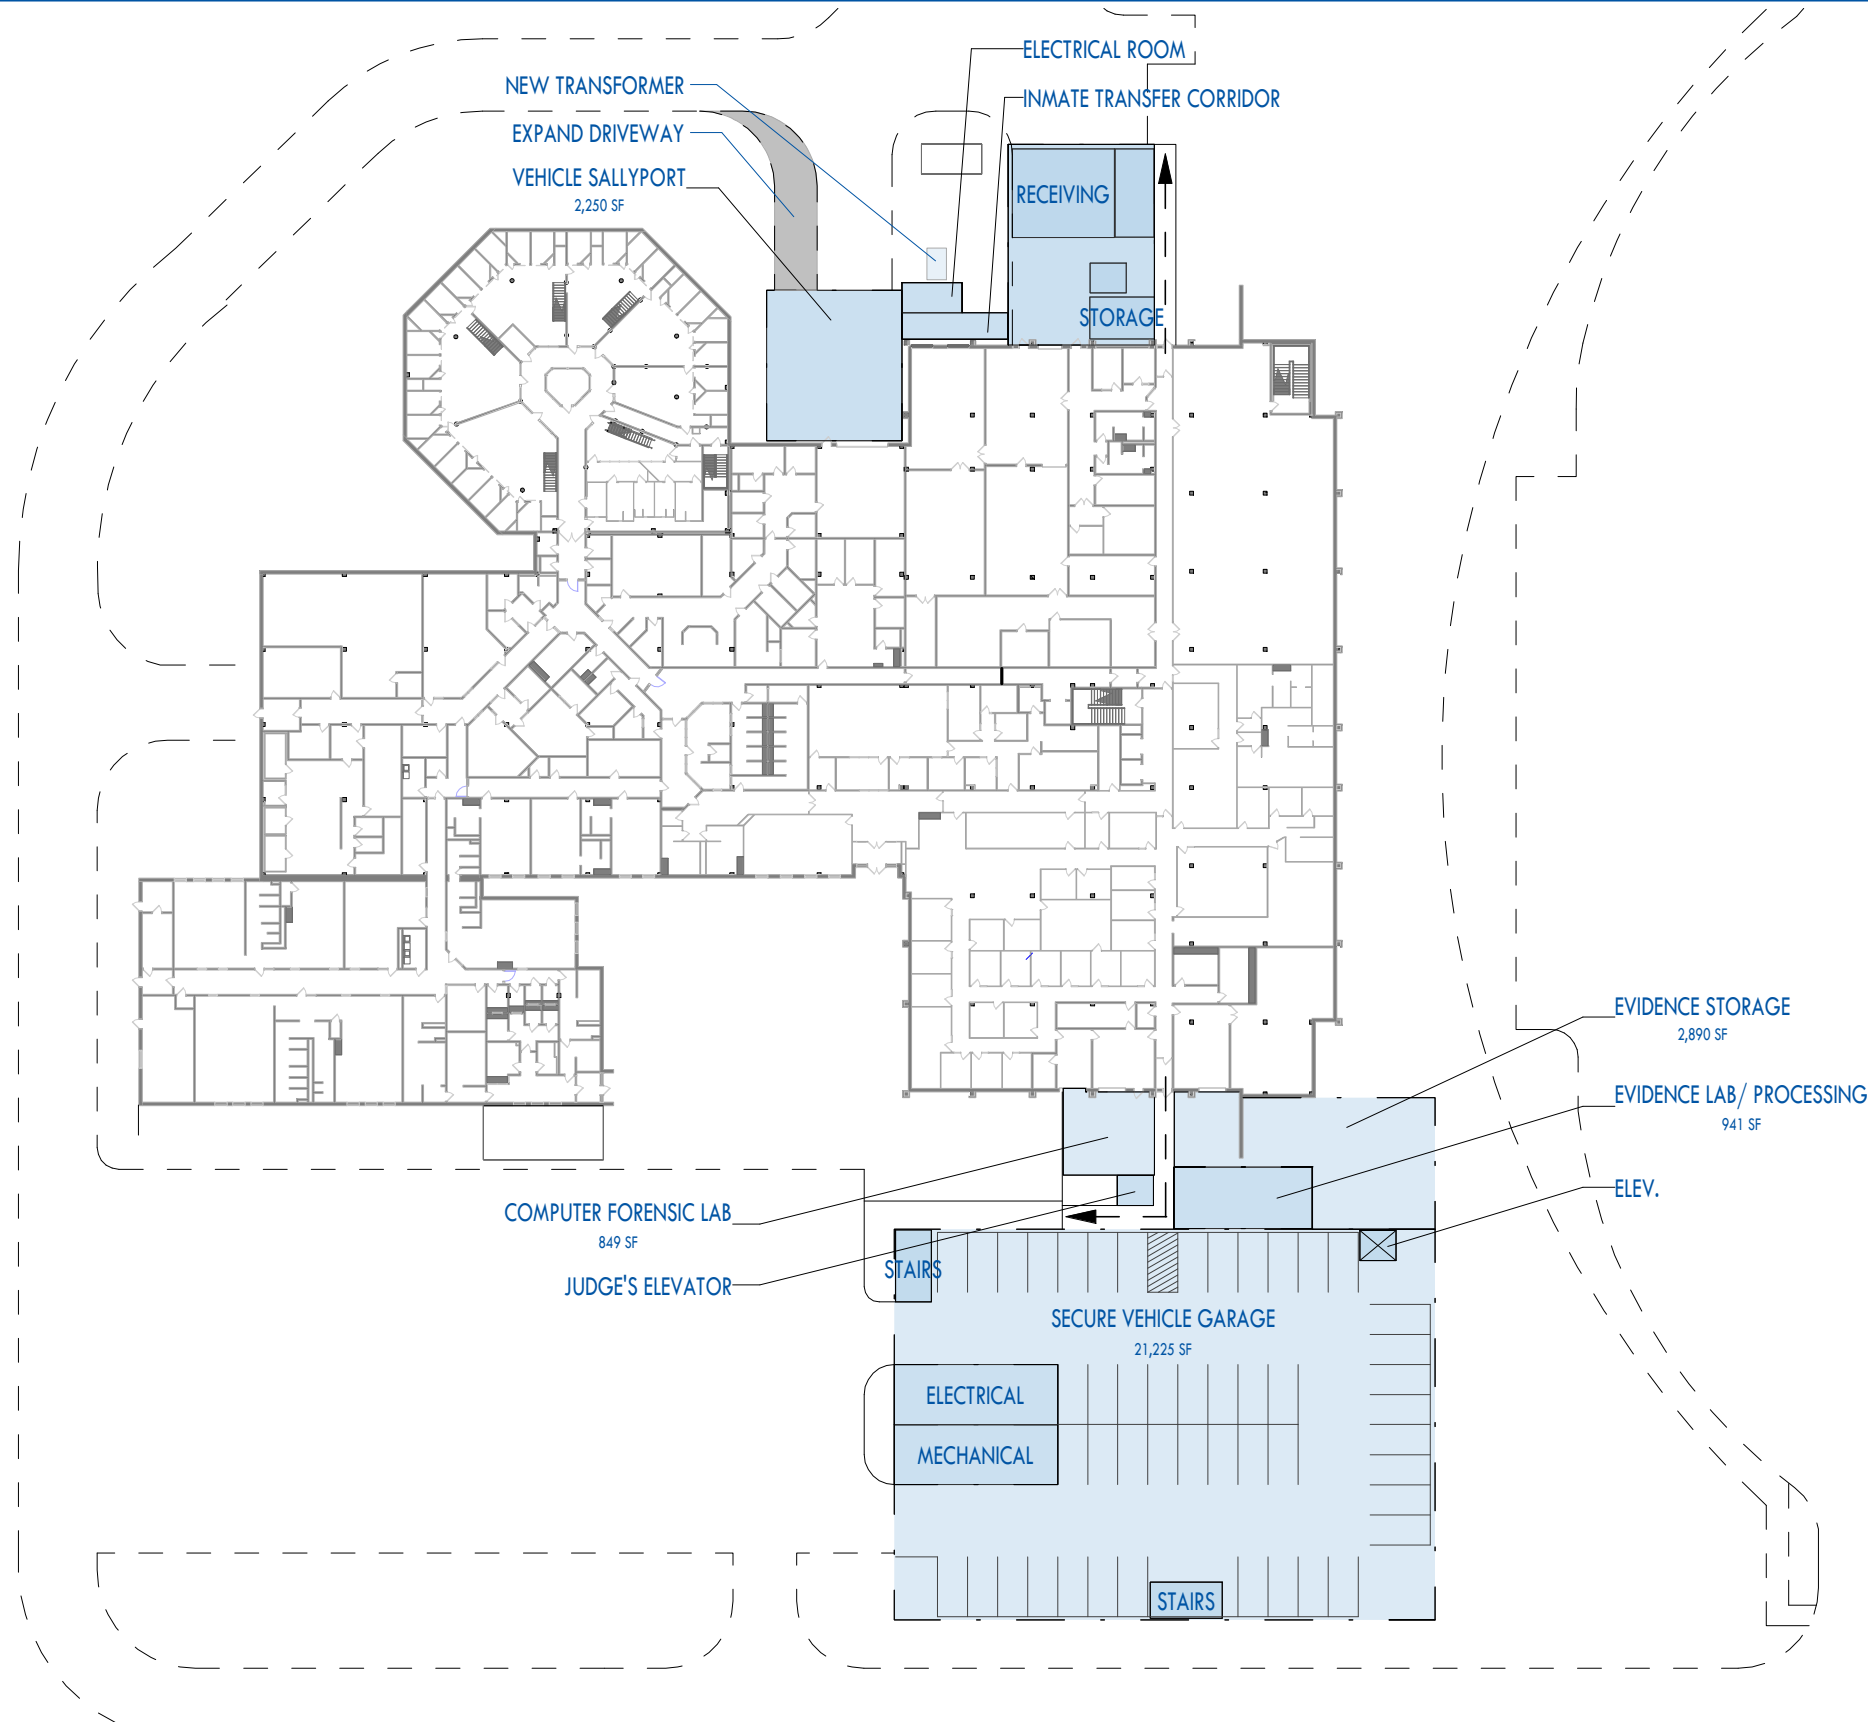 ELECTRICAL ROOM
NEW TRANSFORMER
INMATE TRANSFER CORRIDOR
EXPAND DRIVEWAY
VEHICLE SALLYPORT
2,250 SF
RECEIVING
STORAGE
EVIDENCE STORAGE
2,890 SF
EVIDENCE LAB/ PROCESSING
941 SF
ELEV.
COMPUTER FORENSIC LAB
849 SF
JUDGE'S ELEVATOR
STAIRS
SECURE VEHICLE GARAGE
21,225 SF
ELECTRICAL
MECHANICAL
STAIRS